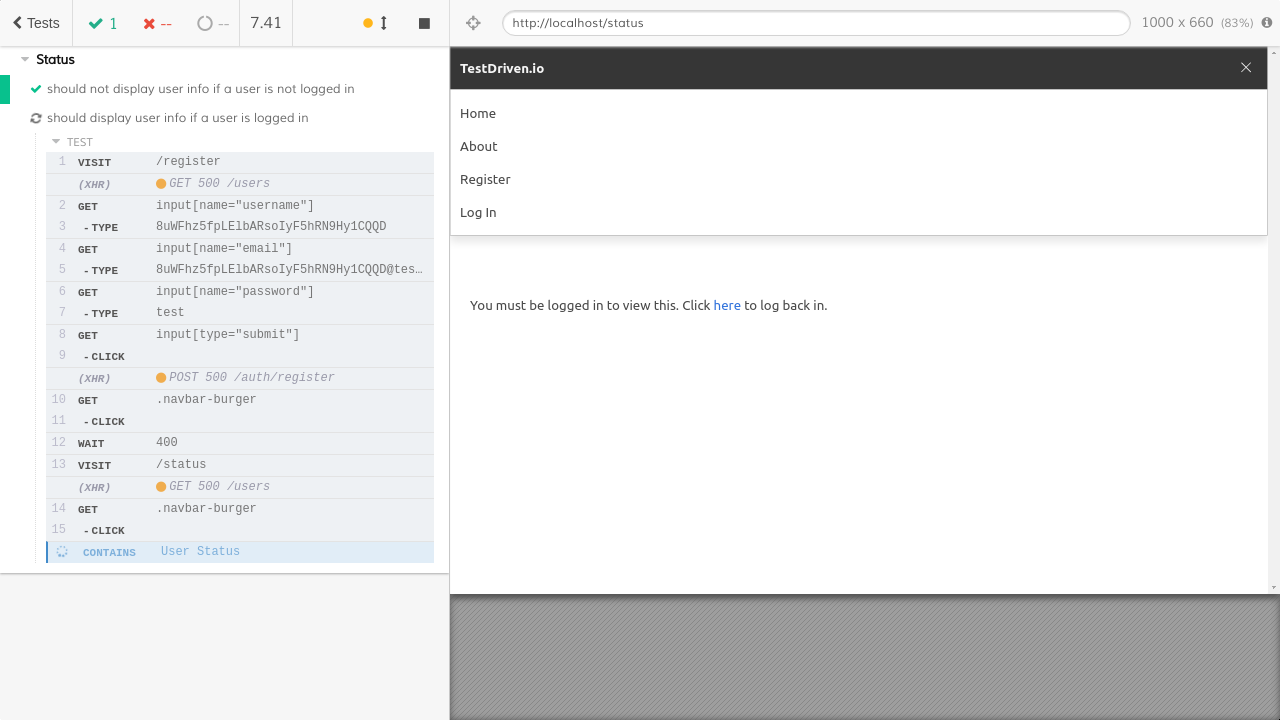 Tests 1 -- -- 7.41
http://localhost/status 1000 x 660 (83%)
Status
should not display user info if a user is not logged in
should display user info if a user is logged in
TEST
1 VISIT /register
(XHR) GET 500 /users
2 GET input[name="username"]
3 -TYPE 8uWFhz5fpLElbARsoIyF5hRN9Hy1CQQD
4 GET input[name="email"]
5 -TYPE 8uWFhz5fpLElbARsoIyF5hRN9Hy1CQQD@tes…
6 GET input[name="password"]
7 -TYPE test
8 GET input[type="submit"]
9 -CLICK
(XHR) POST 500 /auth/register
10 GET .navbar-burger
11 -CLICK
12 WAIT 400
13 VISIT /status
(XHR) GET 500 /users
14 GET .navbar-burger
15 -CLICK
CONTAINS User Status
TestDriven.io
Home
About
Register
Log In
You must be logged in to view this. Click here to log back in.